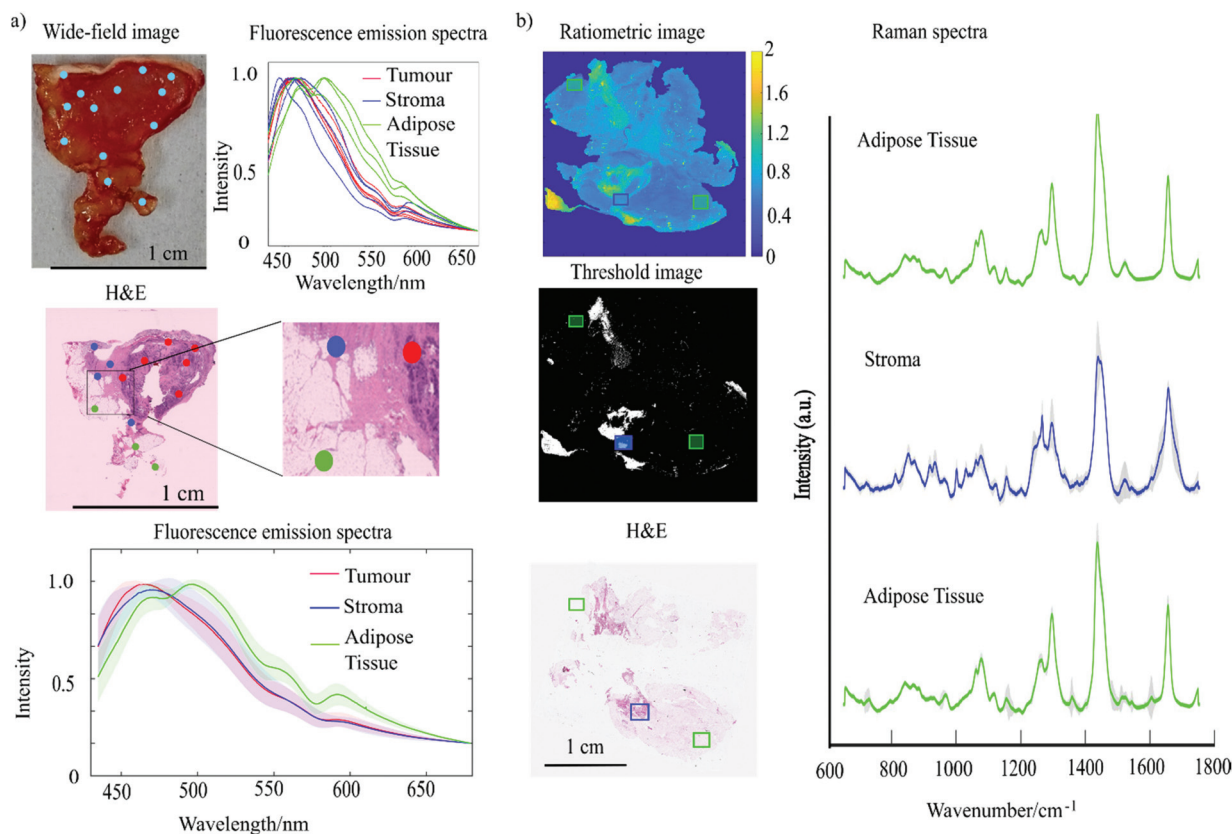 a)
Wide-field image
1 cm
Fluorescence emission spectra
Intensity
1.0
0.5
0
Tumour
Stroma
Adipose
Tissue
450
500
550
600
650
Wavelength/nm
H&E
1 cm
Fluorescence emission spectra
Intensity
1.0
0.5
0
Tumour
Stroma
Adipose
Tissue
450
500
550
600
650
Wavelength/nm
b)
Ratiometric image
2
1.6
1.2
0.8
0.4
0
Threshold image
H&E
1 cm
Raman spectra
Intensity (a.u.)
Adipose Tissue
Stroma
Adipose Tissue
600
800
1000
1200
1400
1600
1800
Wavenumber/cm⁻¹